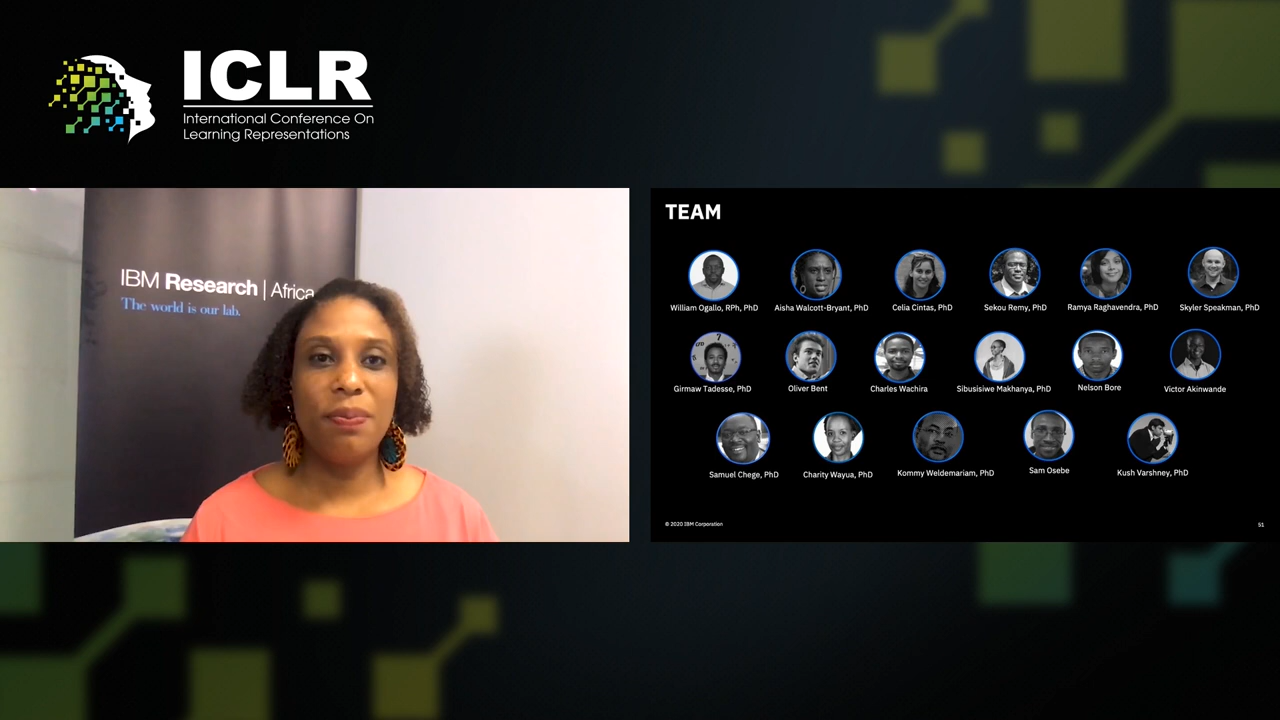 ICLR
International Conference On
Learning Representations
IBM Research | Africa
The world is our lab.
TEAM
William Ogallo, RPh, PhD
Aisha Walcott-Bryant, PhD
Celia Cintas, PhD
Sekou Remy, PhD
Ramya Raghavendra, PhD
Skyler Speakman, PhD
Girmaw Tadesse, PhD
Oliver Bent
Charles Wachira
Sibusisiwe Makhanya, PhD
Nelson Bore
Victor Akinwande
Samuel Chege, PhD
Charity Wayua, PhD
Kommy Weldemariam, PhD
Sam Osebe
Kush Varshney, PhD
© 2020 IBM Corporation
51